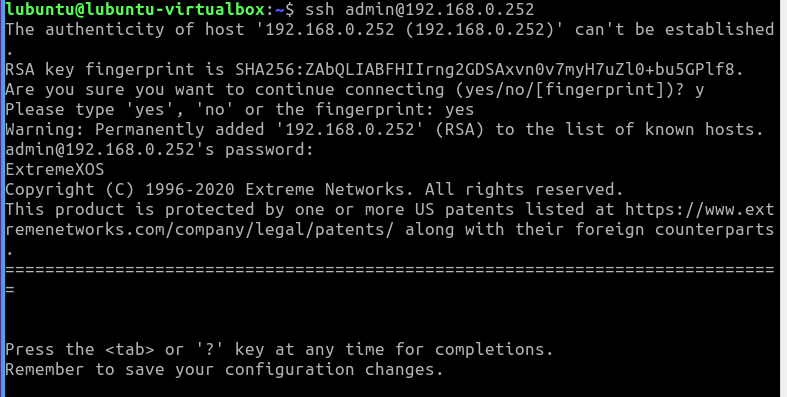 lubuntu@lubuntu-virtualbox:~$ ssh admin@192.168.0.252
The authenticity of host '192.168.0.252 (192.168.0.252)' can't be established
.
RSA key fingerprint is SHA256:ZAbQLIABFHIIrng2GDSAxvn0v7myH7uZl0+bu5GPlf8.
Are you sure you want to continue connecting (yes/no/[fingerprint])? y
Please type 'yes', 'no' or the fingerprint: yes
Warning: Permanently added '192.168.0.252' (RSA) to the list of known hosts.
admin@192.168.0.252's password:
ExtremeXOS
Copyright (C) 1996-2020 Extreme Networks. All rights reserved.
This product is protected by one or more US patents listed at https://www.ext
remenetworks.com/company/legal/patents/ along with their foreign counterparts
.
=============================================================================
=
Press the <tab> or '?' key at any time for completions.
Remember to save your configuration changes.